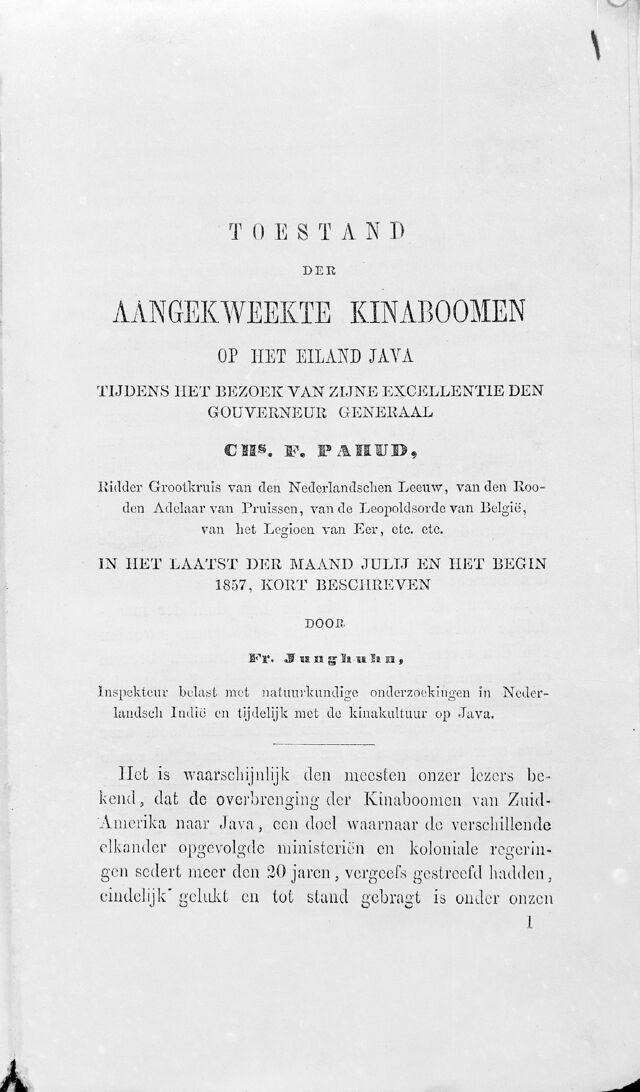 TOESTAND
DER
AANGEKWEEKTE KINABOOMEN
OP HET EILAND JAVA
TIJDENS HET BEZOEK VAN ZIJNE EXCELLENTIE DEN
GOUVERNEUR GENERAAL
CHs. F. PAHUD,
Ridder Grootkruis van den Nederlandschen Leeuw, van den Roo-
den Adelaar van Pruissen, van de Leopoldsorde van België,
van het Legioen van Eer, etc. etc.
IN HET LAATST DER MAAND JULIJ EN HET BEGIN
1857, KORT BESCHREVEN
DOOR
Fr. Junghuhn,
Inspekteur belast met natuurkundige onderzoekingen in Neder-
landsch Indië en tijdelijk met de kinakultuur op Java.
Het is waarschijnlijk den meesten onzer lezers be-
kend, dat de overbrenging der Kinaboomen van Zuid-
Amerika naar Java, een doel waarnaar de verschillende
elkander opgevolgde ministeriën en koloniale regerin-
gen sedert meer den 20 jaren, vergeefs gestreefd hadden,
eindelijk gelukt en tot stand gebragt is onder onzen
1